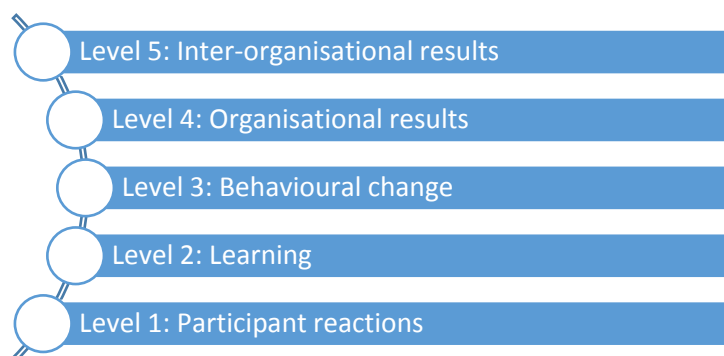 Level 5: Inter-organisational results
Level 4: Organisational results
Level 3: Behavioural change
Level 2: Learning
Level 1: Participant reactions